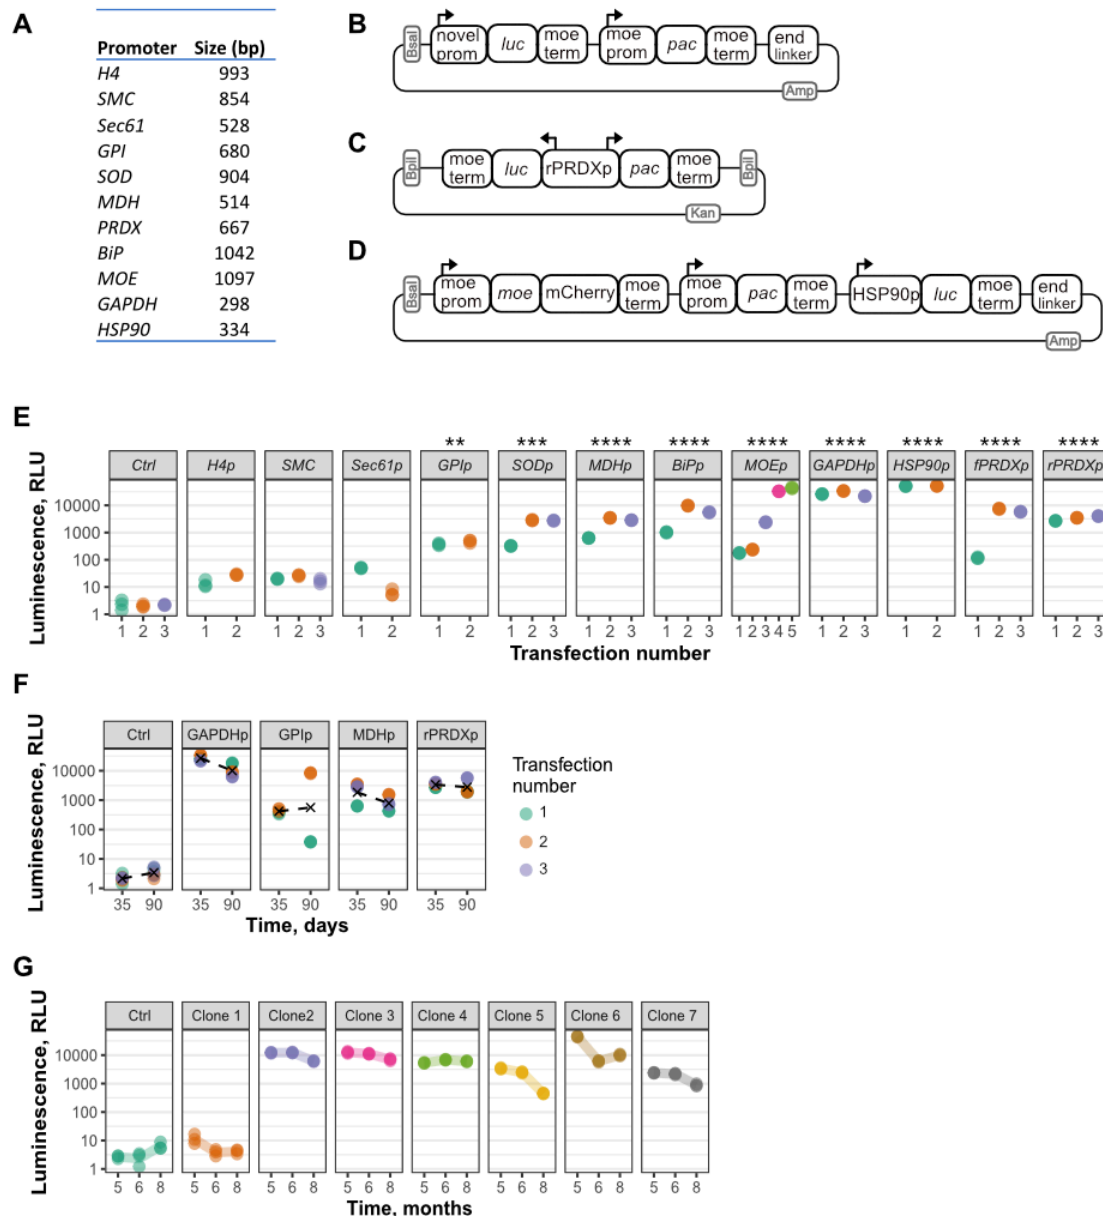 A
Promoter Size (bp)
H4 993
SMC 854
Sec61 528
GPI 680
SOD 904
MDH 514
PRDX 667
BiP 1042
MOE 1097
GAPDH 298
HSP90 334
B
BsaI
novel prom
luc
moe term
moe prom
pac
moe term
end linker
Amp
C
BpiI
moe term
luc
rPRDXp
pac
moe term
BpiI
Kan
D
BsaI
moe prom
moe
mCherry
moe term
moe prom
pac
moe term
HSP90p
luc
moe term
end linker
Amp
E
** *** **** **** **** **** **** **** ****
Ctrl H4p SMC Sec61p GPIp SODp MDHp BiPp MOEp GAPDHp HSP90p fPRDXp rPRDXp
Luminescence, RLU
10000
1000
100
10
1
1 2 3 1 2 1 2 3 1 2 1 2 1 2 3 1 2 3 1 2 3 1 2 3 4 5 1 2 3 1 2 1 2 3 1 2 3
Transfection number
F
Ctrl GAPDHp GPIp MDHp rPRDXp
Luminescence, RLU
10000
1000
100
10
1
35 90 35 90 35 90 35 90 35 90
Time, days
Transfection
number
1
2
3
G
Ctrl Clone 1 Clone2 Clone 3 Clone 4 Clone 5 Clone 6 Clone 7
Luminescence, RLU
10000
1000
100
10
1
5 6 8 5 6 8 5 6 8 5 6 8 5 6 8 5 6 8 5 6 8 5 6 8
Time, months